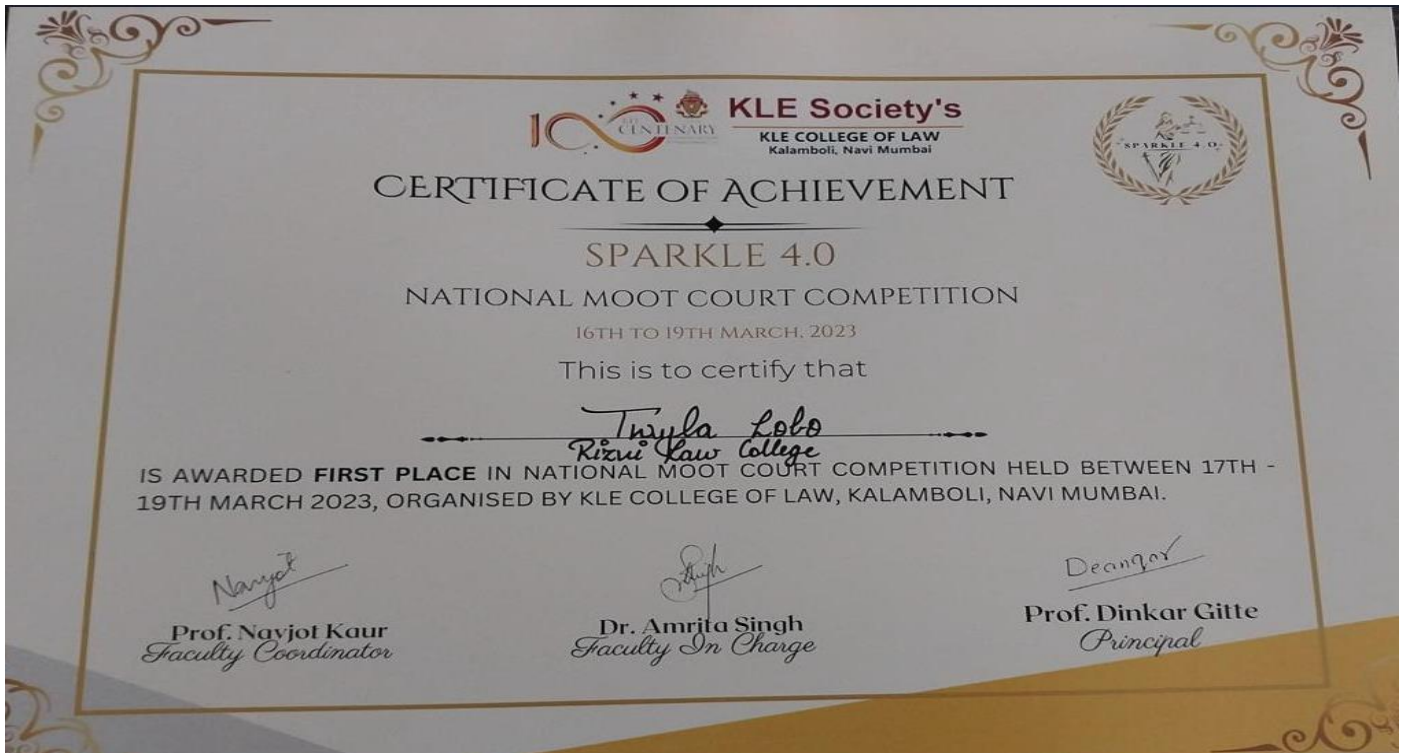 100 CENTENARY
KLE Society's
KLE COLLEGE OF LAW
Kalamboli, Navi Mumbai
SPARKLE 4.0
CERTIFICATE OF ACHIEVEMENT
SPARKLE 4.0
NATIONAL MOOT COURT COMPETITION
16TH TO 19TH MARCH, 2023
This is to certify that
Twyla Lobo
Rizvi Law College
IS AWARDED FIRST PLACE IN NATIONAL MOOT COURT COMPETITION HELD BETWEEN 17TH -
19TH MARCH 2023, ORGANISED BY KLE COLLEGE OF LAW, KALAMBOLI, NAVI MUMBAI.
Navjot
Prof. Navjot Kaur
Faculty Coordinator
Dr. Amrita Singh
Faculty In Charge
Prof. Dinkar Gitte
Principal